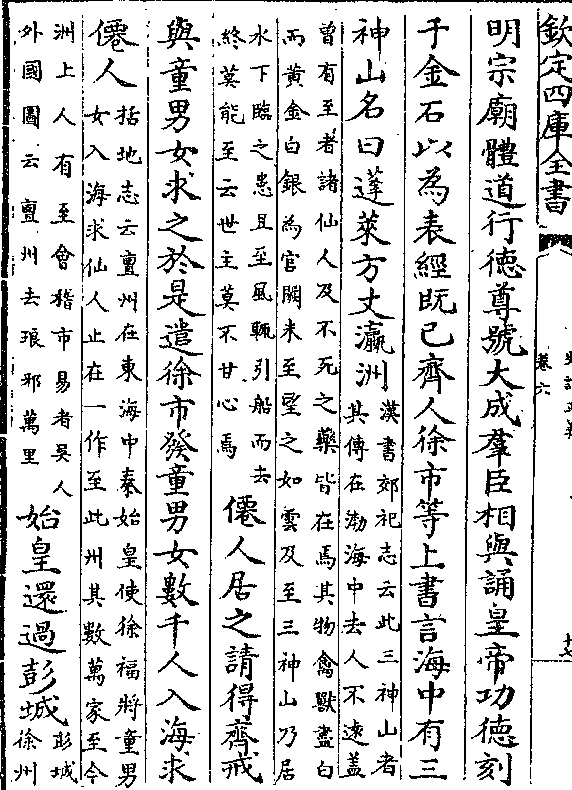 欽定四庫全書
卷六
明宗廟體道行德尊號大成羣臣相與誦皇帝功德刻
于金石以為表經既已齊人徐市等上書言海中有三
神山名曰蓬萊方丈瀛洲
漢書郊祀志云此三神山者
其傳在渤海中去人不逺蓋
曾有至者諸仙人及不死之藥皆在焉其物禽獸盡白
而黃金白銀為宮闕未至望之如雲及至三神山乃居
水下臨之患且至風輒引船而去
終莫能至云世主莫不甘心焉
僊人居之請得齊戒
與童男女求之於是遣徐市發童男女數千人入海求
僊人
括地志云亶州在東海中秦始皇使徐福將童男
女入海求仙人止在一作至此州其數萬家至今
洲上人有至會稽市易者吳人
外國圖云亶州去琅邪萬里
始皇還過彭城
彭城
徐州